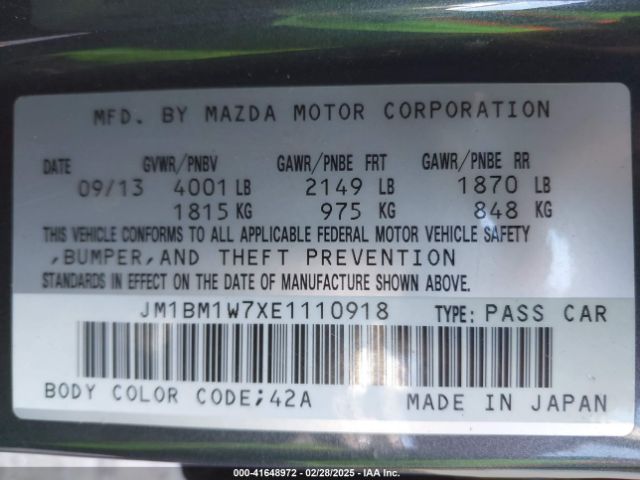 MFD. BY MAZDA MOTOR CORPORATION
DATE GVWR/PNBV GAWR/PNBE FRT GAWR/PNBE RR
09/13 4001 LB 2149 LB 1870 LB
1815 KG 975 KG 848 KG
THIS VEHICLE CONFORMS TO ALL APPLICABLE FEDERAL MOTOR VEHICLE SAFETY
,BUMPER,AND THEFT PREVENTION
STANDARDS IN EFFECT ON THE DATE OF MANUFACTURE SHOWN ABOVE.
JM1BM1W7XE1110918 TYPE: PASS CAR
BODY COLOR CODE;42A MADE IN JAPAN
000-41648972 - 02/28/2025 - IAA Inc.